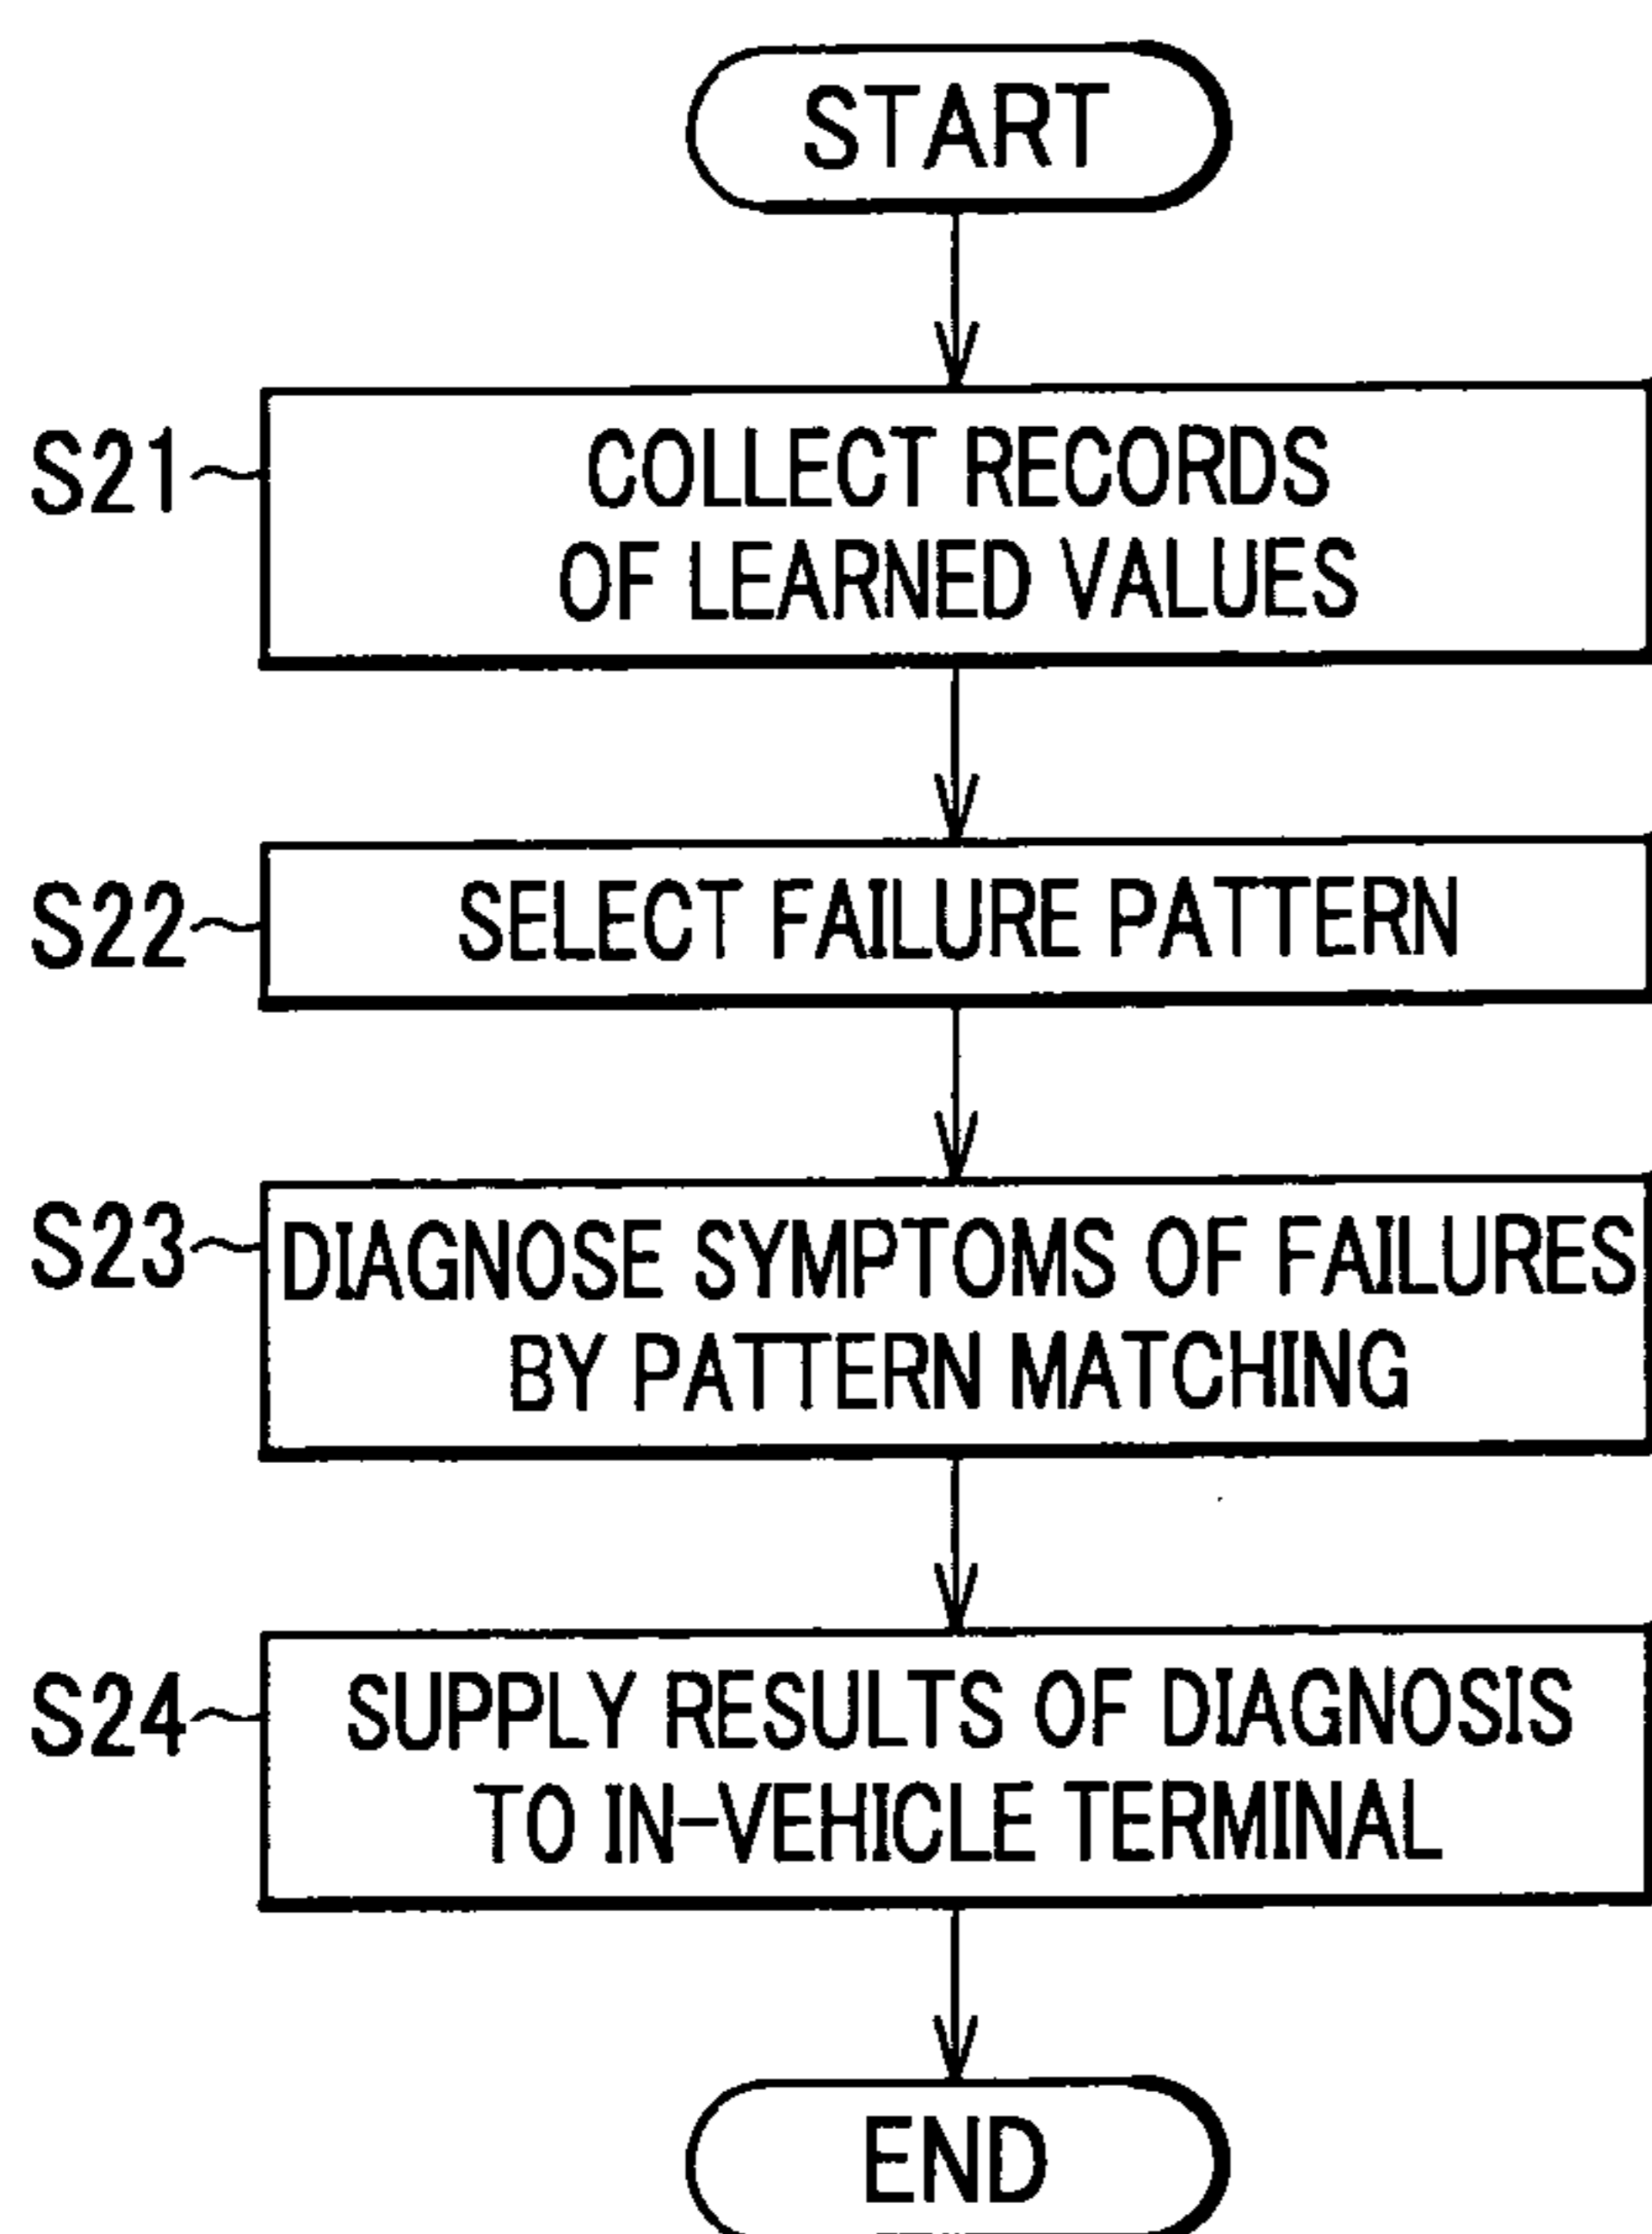 START
S21
COLLECT RECORDS
OF LEARNED VALUES
S22
SELECT FAILURE PATTERN
S23
DIAGNOSE SYMPTOMS OF FAILURES
BY PATTERN MATCHING
S24
SUPPLY RESULTS OF DIAGNOSIS
TO IN-VEHICLE TERMINAL
END